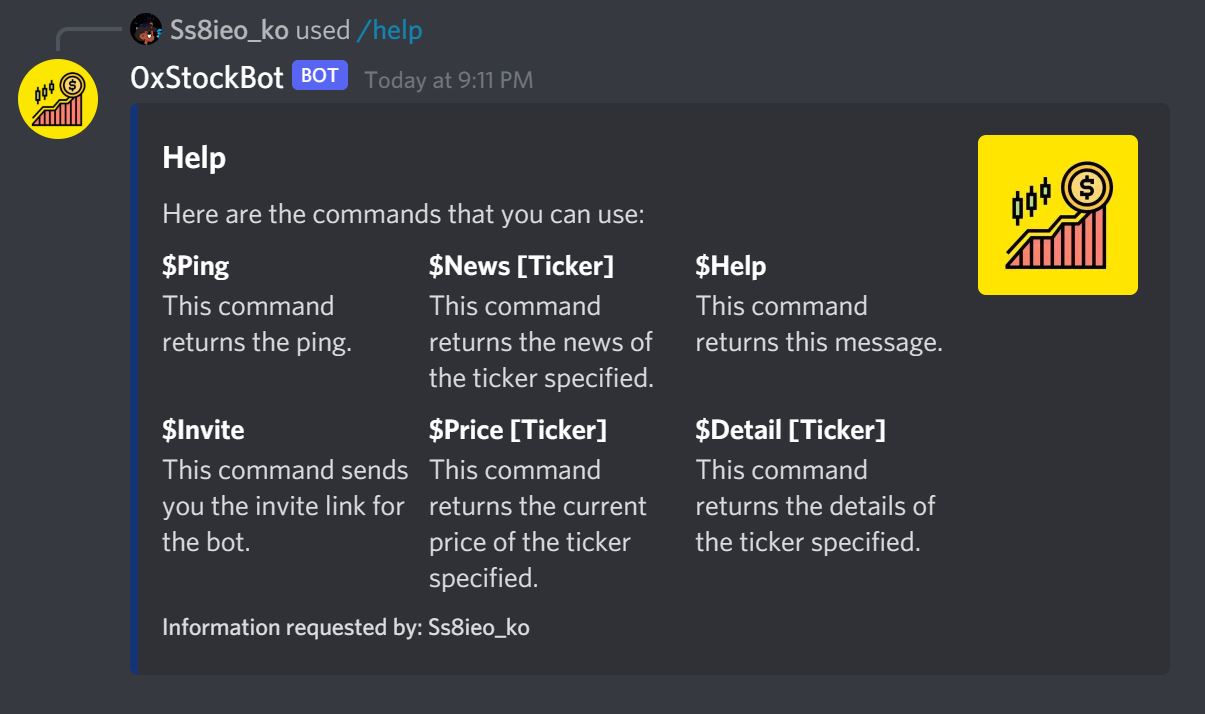 Ss8ieo_ko used /help
0xStockBot BOT Today at 9:11 PM
Help
Here are the commands that you can use:
$Ping
This command
returns the ping.
$News [Ticker]
This command
returns the news of
the ticker specified.
$Help
This command
returns this message.
$Invite
This command sends
you the invite link for
the bot.
$Price [Ticker]
This command
returns the current
price of the ticker
specified.
$Detail [Ticker]
This command
returns the details of
the ticker specified.
Information requested by: Ss8ieo_ko